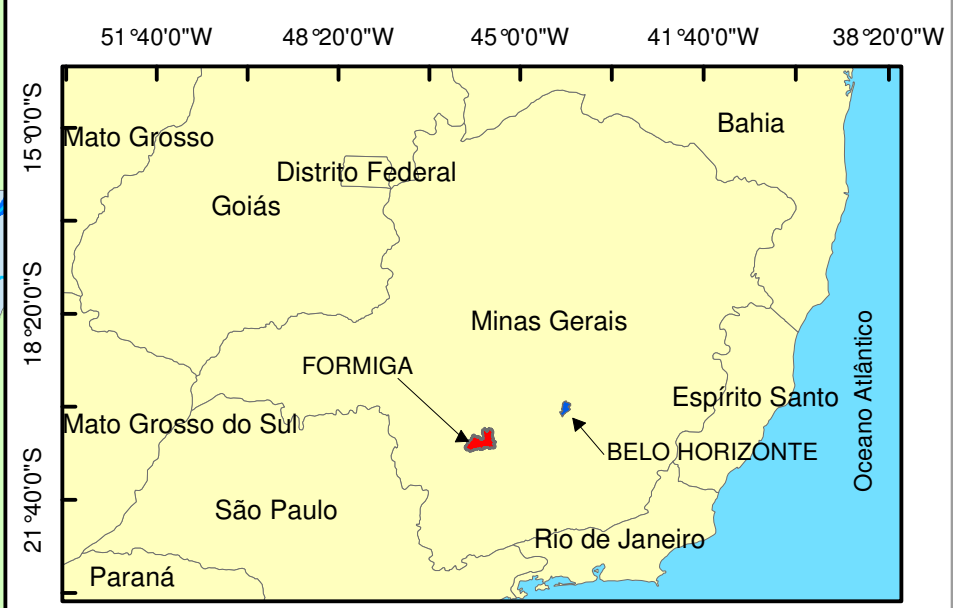 51°40'0"W 48°20'0"W 45°0'0"W 41°40'0"W 38°20'0"W
15°0'0"S
18°20'0"S
21°40'0"S
Mato Grosso
Bahia
Distrito Federal
Goiás
Minas Gerais
FORMIGA
Espírito Santo
Oceano Atlântico
Mato Grosso do Sul
BELO HORIZONTE
São Paulo
Rio de Janeiro
Paraná